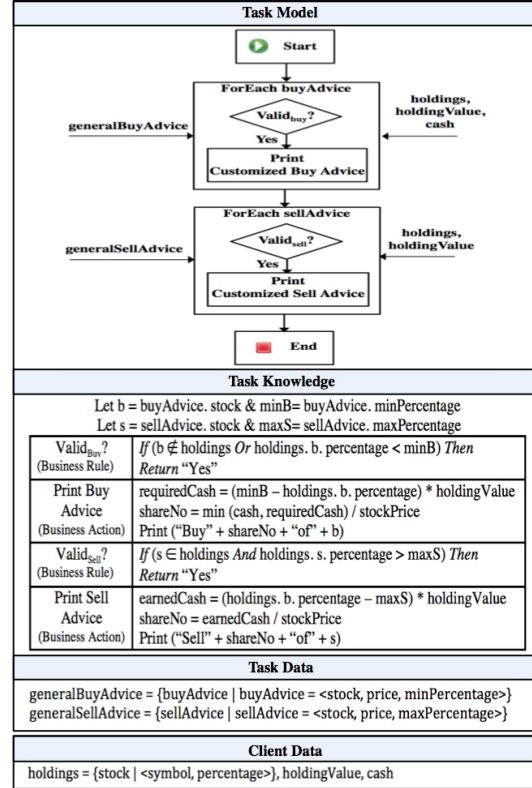 Task Model
Start
ForEach buyAdvice
Valid_buy?
holdings,
holdingValue,
cash
generalBuyAdvice
Yes
Print
Customized Buy Advice
ForEach sellAdvice
Valid_sell?
holdings,
holdingValue
generalSellAdvice
Yes
Print
Customized Sell Advice
End
Task Knowledge
Let b = buyAdvice. stock & minB= buyAdvice. minPercentage
Let s = sellAdvice. stock & maxS= sellAdvice. maxPercentage
Valid_Buy?
(Business Rule)
If (b ∉ holdings Or holdings. b. percentage < minB) Then
Return “Yes”
Print Buy
Advice
(Business Action)
requiredCash = (minB – holdings. b. percentage) * holdingValue
shareNo = min (cash, requiredCash) / stockPrice
Print (“Buy” + shareNo + “of” + b)
Valid_Sell?
(Business Rule)
If (s ∈ holdings And holdings. s. percentage > maxS) Then
Return “Yes”
Print Sell
Advice
(Business Action)
earnedCash = (holdings. b. percentage – maxS) * holdingValue
shareNo = earnedCash / stockPrice
Print (“Sell” + shareNo + “of” + s)
Task Data
generalBuyAdvice = {buyAdvice | buyAdvice = <stock, price, minPercentage>}
generalSellAdvice = {sellAdvice | sellAdvice = <stock, price, maxPercentage>}
Client Data
holdings = {stock | <symbol, percentage>}, holdingValue, cash